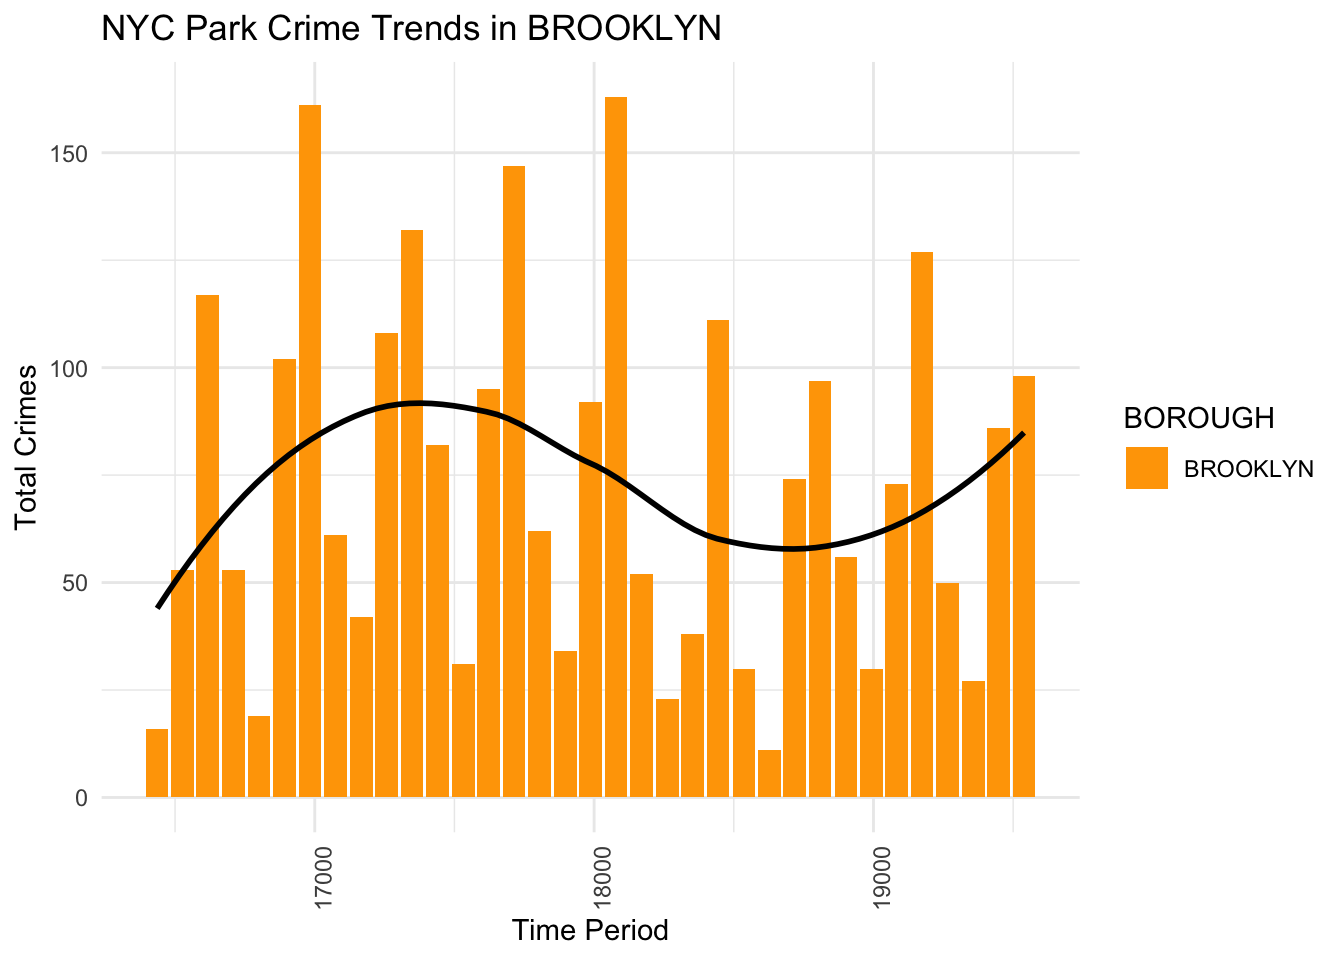 NYC Park Crime Trends in BROOKLYN
150
100
50
0
Total Crimes
17000
18000
19000
Time Period
BOROUGH
BROOKLYN